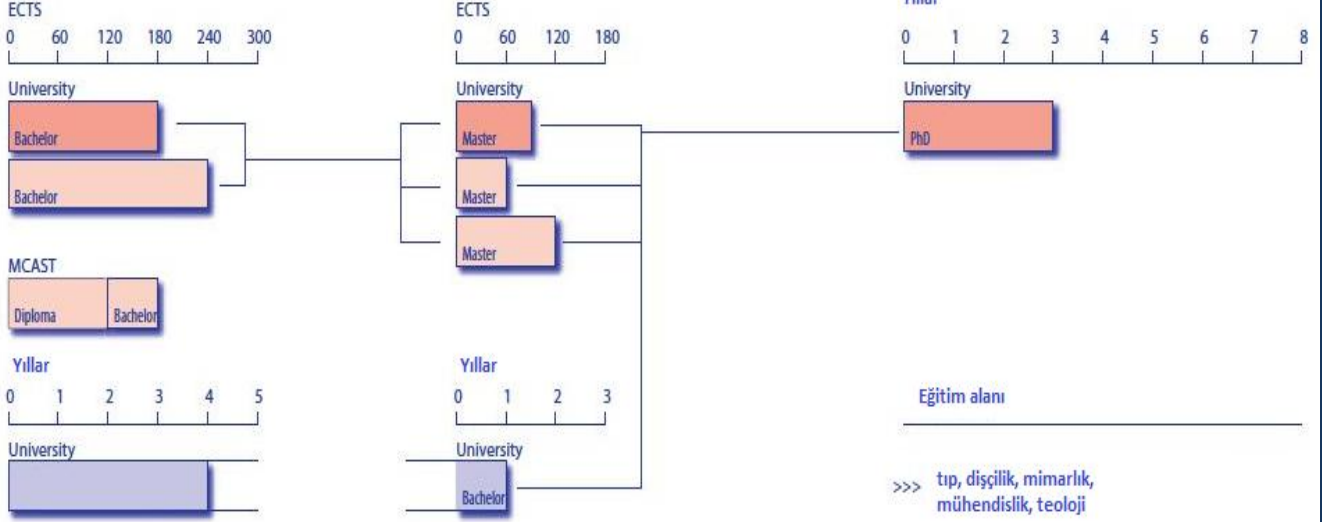 ECTS
0 60 120 180 240 300
University
Bachelor
Bachelor
MCAST
Diploma Bachelor
Yıllar
0 1 2 3 4 5
University
ECTS
0 60 120 180
University
Master
Master
Master
Yıllar
0 1 2 3
University
Bachelor
0 1 2 3 4 5 6 7 8
University
PhD
Eğitim alanı
>>> tıp, dişçilik, mimarlık,
mühendislik, teoloji